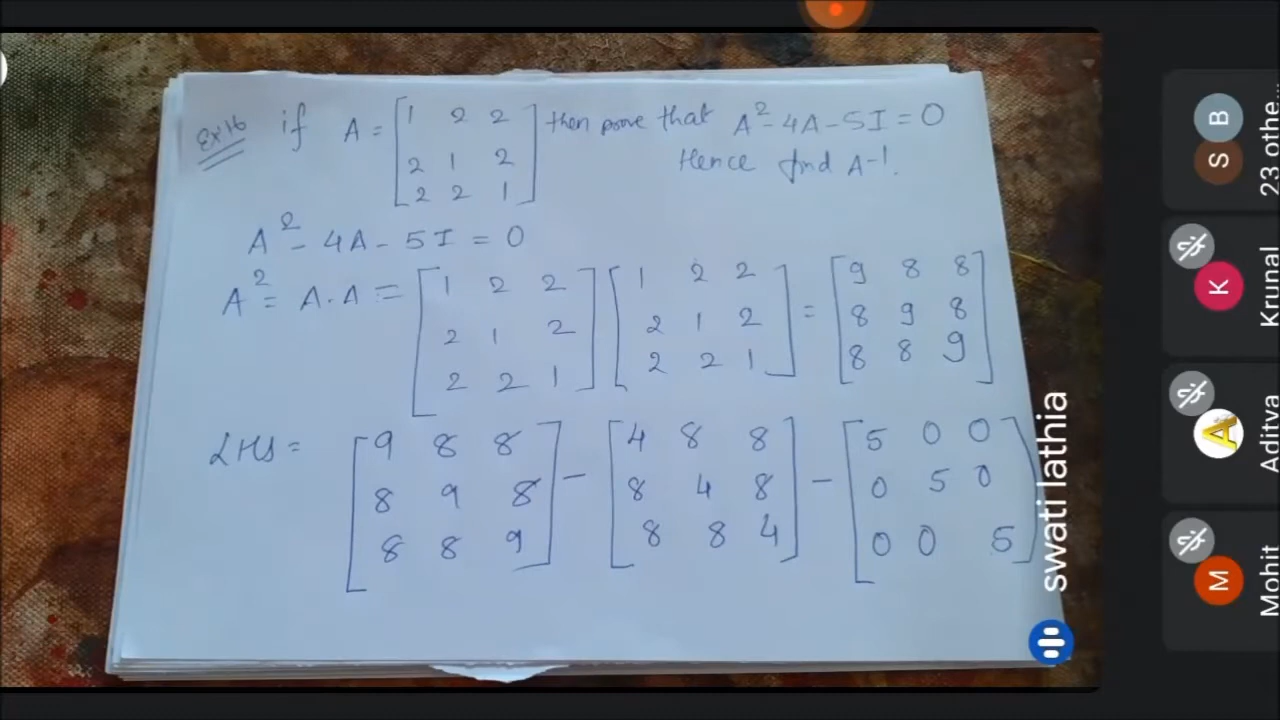 Ex 16 if A = [1 2 2 then prove that A² - 4A - 5I = 0
2 1 2 Hence find A-1.
2 2 1]
A² - 4A - 5I = 0
A² = A.A = [1 2 2 [1 2 2 = [9 8 8
2 1 2 2 1 2 8 9 8
2 2 1] 2 2 1] 8 8 9]
LHS = [9 8 8 - [4 8 8 - [5 0 0
8 9 8 8 4 8 0 5 0
8 8 9] 8 8 4] 0 0 5]
swati lathia
S B
23 othe...
K
Krunal
A
Aditya
M
Mohit